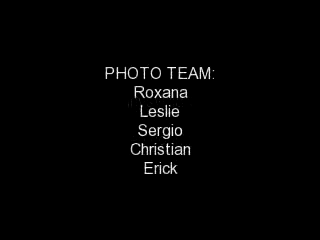 PHOTO TEAM:
Roxana
Leslie
Sergio
Christian
Erick